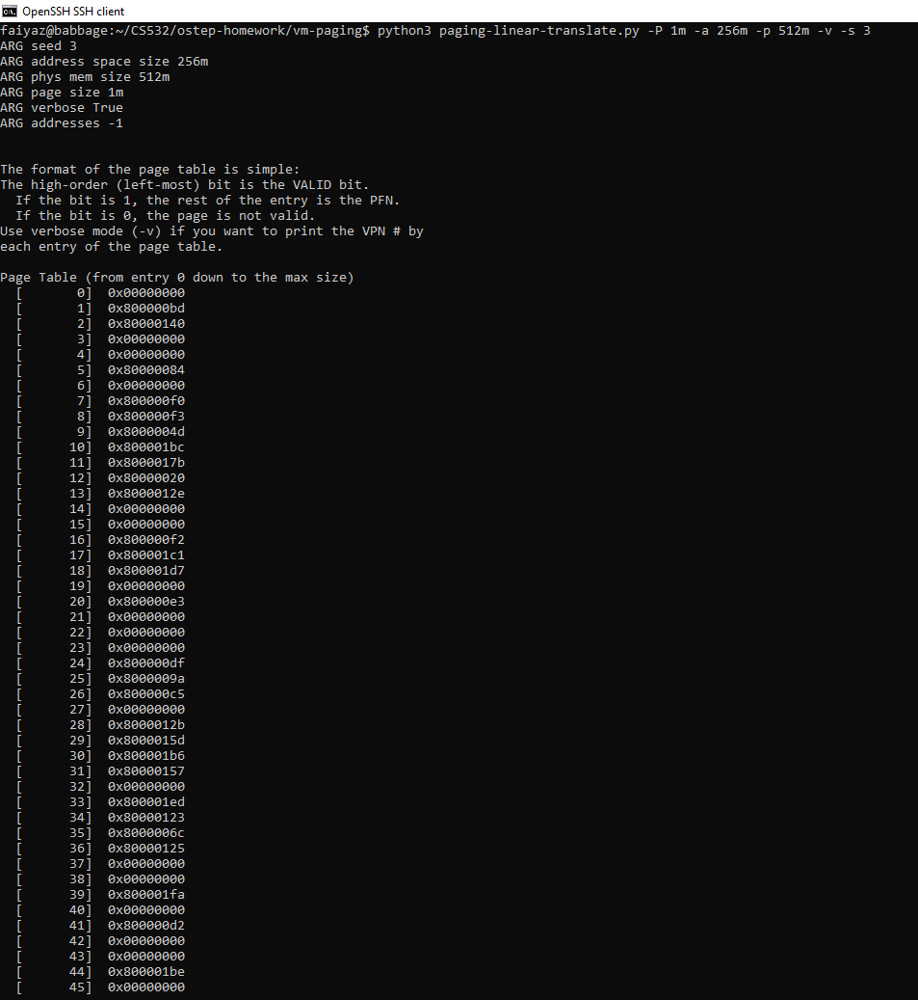 OpenSSH SSH client
faiyaz@babbage:~/CS532/ostep-homework/vm-paging$ python3 paging-linear-translate.py -P 1m -a 256m -p 512m -v -s 3
ARG seed 3
ARG address space size 256m
ARG phys mem size 512m
ARG page size 1m
ARG verbose True
ARG addresses -1
The format of the page table is simple:
The high-order (left-most) bit is the VALID bit.
  If the bit is 1, the rest of the entry is the PFN.
  If the bit is 0, the page is not valid.
Use verbose mode (-v) if you want to print the VPN # by
each entry of the page table.
Page Table (from entry 0 down to the max size)
  [       0]  0x00000000
  [       1]  0x800000bd
  [       2]  0x80000140
  [       3]  0x00000000
  [       4]  0x00000000
  [       5]  0x80000084
  [       6]  0x00000000
  [       7]  0x800000f0
  [       8]  0x800000f3
  [       9]  0x8000004d
  [      10]  0x800001bc
  [      11]  0x8000017b
  [      12]  0x80000020
  [      13]  0x8000012e
  [      14]  0x00000000
  [      15]  0x00000000
  [      16]  0x800000f2
  [      17]  0x800001c1
  [      18]  0x800001d7
  [      19]  0x00000000
  [      20]  0x800000e3
  [      21]  0x00000000
  [      22]  0x00000000
  [      23]  0x00000000
  [      24]  0x800000df
  [      25]  0x8000009a
  [      26]  0x800000c5
  [      27]  0x00000000
  [      28]  0x8000012b
  [      29]  0x8000015d
  [      30]  0x800001b6
  [      31]  0x80000157
  [      32]  0x00000000
  [      33]  0x800001ed
  [      34]  0x80000123
  [      35]  0x8000006c
  [      36]  0x80000125
  [      37]  0x00000000
  [      38]  0x00000000
  [      39]  0x800001fa
  [      40]  0x00000000
  [      41]  0x800000d2
  [      42]  0x00000000
  [      43]  0x00000000
  [      44]  0x800001be
  [      45]  0x00000000